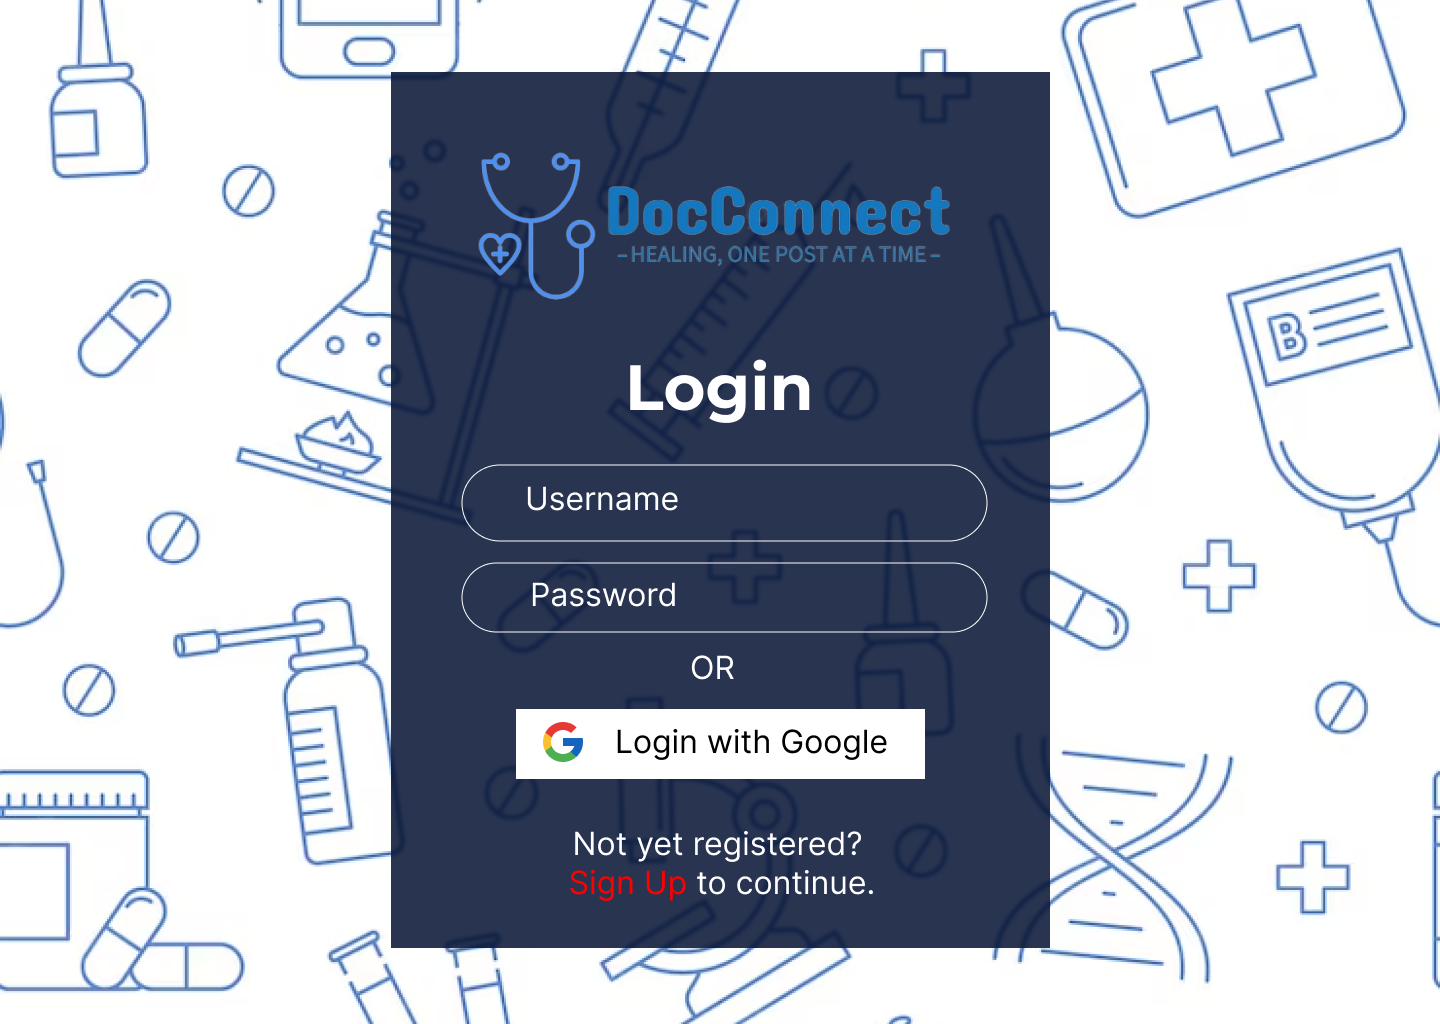 DocConnect
–HEALING, ONE POST AT A TIME–
Login
Username
Password
OR
Login with Google
Not yet registered?
Sign Up to continue.
B